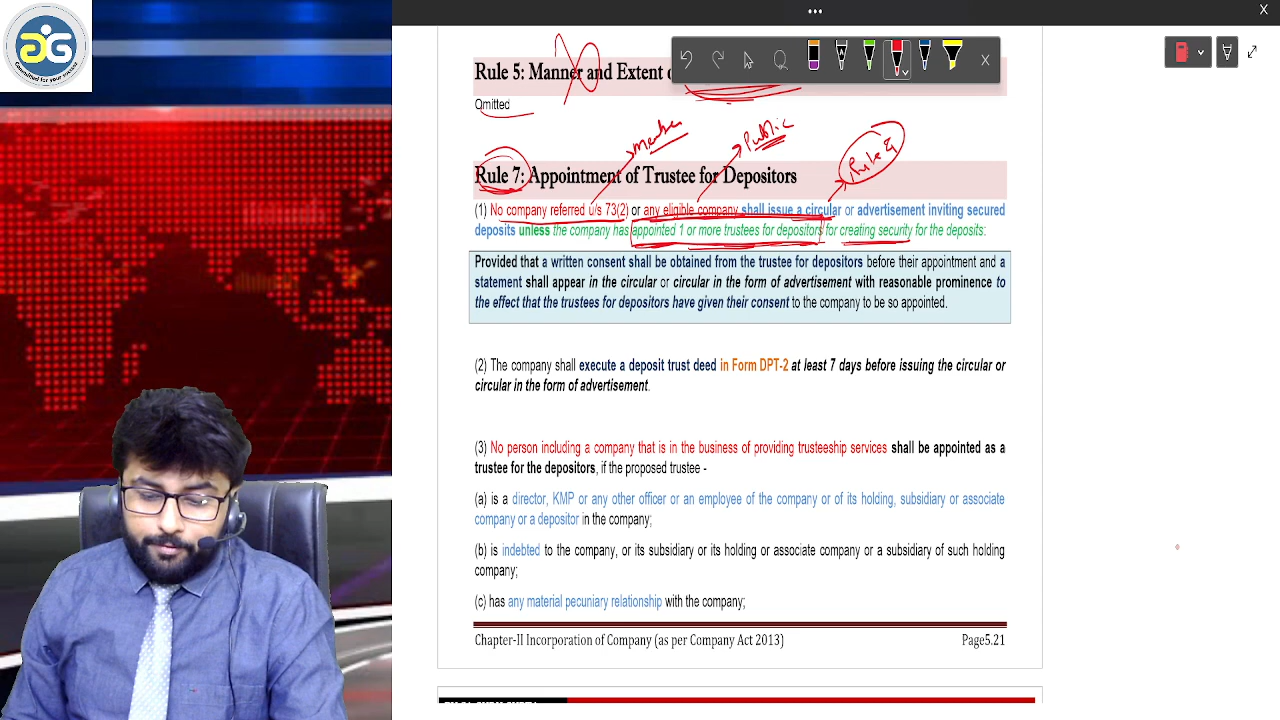 AG
Committed for your success
X
Rule 5: Manner and Extent
Omitted
Member
Public
Rule 4
Rule 7: Appointment of Trustee for Depositors
(1) No company referred u/s 73(2) or any eligible company shall issue a circular or advertisement inviting secured
deposits unless the company has appointed 1 or more trustees for depositors for creating security for the deposits:
Provided that a written consent shall be obtained from the trustee for depositors before their appointment and a
statement shall appear in the circular or circular in the form of advertisement with reasonable prominence to
the effect that the trustees for depositors have given their consent to the company to be so appointed.
(2) The company shall execute a deposit trust deed in Form DPT-2 at least 7 days before issuing the circular or
circular in the form of advertisement.
(3) No person including a company that is in the business of providing trusteeship services shall be appointed as a
trustee for the depositors, if the proposed trustee -
(a) is a director, KMP or any other officer or an employee of the company or of its holding, subsidiary or associate
company or a depositor in the company;
(b) is indebted to the company, or its subsidiary or its holding or associate company or a subsidiary of such holding
company;
(c) has any material pecuniary relationship with the company;
Chapter-II Incorporation of Company (as per Company Act 2013) Page5.21